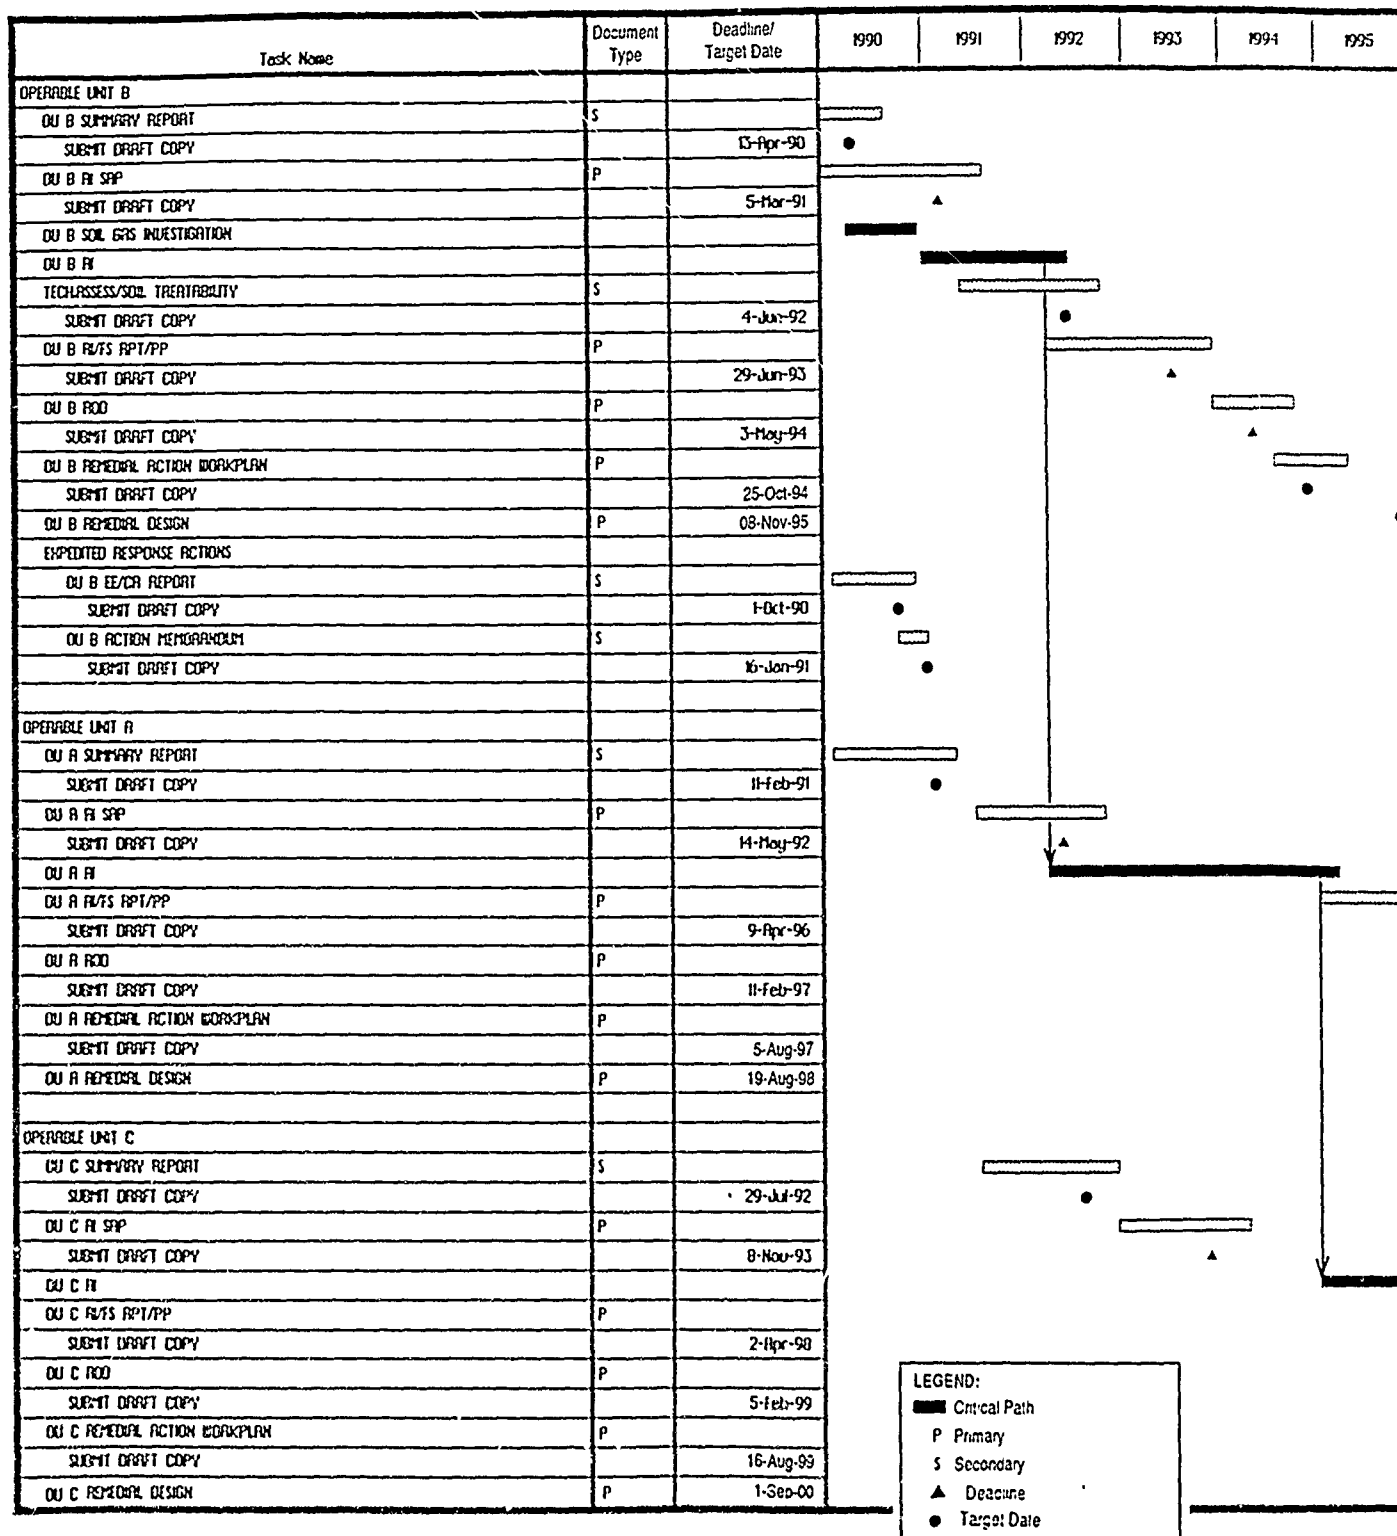 Task Name Document Type Deadline/ Target Date 1990 1991 1992 1993 1994 1995
OPERABLE UNIT B
OU B SUMMARY REPORT S
SUBMIT DRAFT COPY 13-Apr-90
OU B RI SAP P
SUBMIT DRAFT COPY 5-Mar-91
OU B SOIL GAS INVESTIGATION
OU B RI
TECH.ASSESS/SOIL TREATABILITY S
SUBMIT DRAFT COPY 4-Jun-92
OU B RI/FS RPT/PP P
SUBMIT DRAFT COPY 29-Jun-93
OU B ROD P
SUBMIT DRAFT COPY 3-May-94
OU B REMEDIAL ACTION WORKPLAN P
SUBMIT DRAFT COPY 25-Oct-94
OU B REMEDIAL DESIGN P 08-Nov-95
EXPEDITED RESPONSE ACTIONS
OU B EE/CA REPORT S
SUBMIT DRAFT COPY 1-Oct-90
OU B ACTION MEMORANDUM S
SUBMIT DRAFT COPY 16-Jan-91
OPERABLE UNIT A
OU A SUMMARY REPORT S
SUBMIT DRAFT COPY 11-Feb-91
OU A RI SAP P
SUBMIT DRAFT COPY 14-May-92
OU A RI
OU A RI/FS RPT/PP P
SUBMIT DRAFT COPY 9-Apr-96
OU A ROD P
SUBMIT DRAFT COPY 11-Feb-97
OU A REMEDIAL ACTION WORKPLAN P
SUBMIT DRAFT COPY 5-Aug-97
OU A REMEDIAL DESIGN P 19-Aug-98
OPERABLE UNIT C
OU C SUMMARY REPORT S
SUBMIT DRAFT COPY 29-Jul-92
OU C RI SAP P
SUBMIT DRAFT COPY 8-Nov-93
OU C RI
OU C RI/FS RPT/PP P
SUBMIT DRAFT COPY 2-Apr-98
OU C ROD P
SUBMIT DRAFT COPY 5-Feb-99
OU C REMEDIAL ACTION WORKPLAN P
SUBMIT DRAFT COPY 16-Aug-99
OU C REMEDIAL DESIGN P 1-Sep-00
LEGEND:
Critical Path
P Primary
S Secondary
Deadline
Target Date